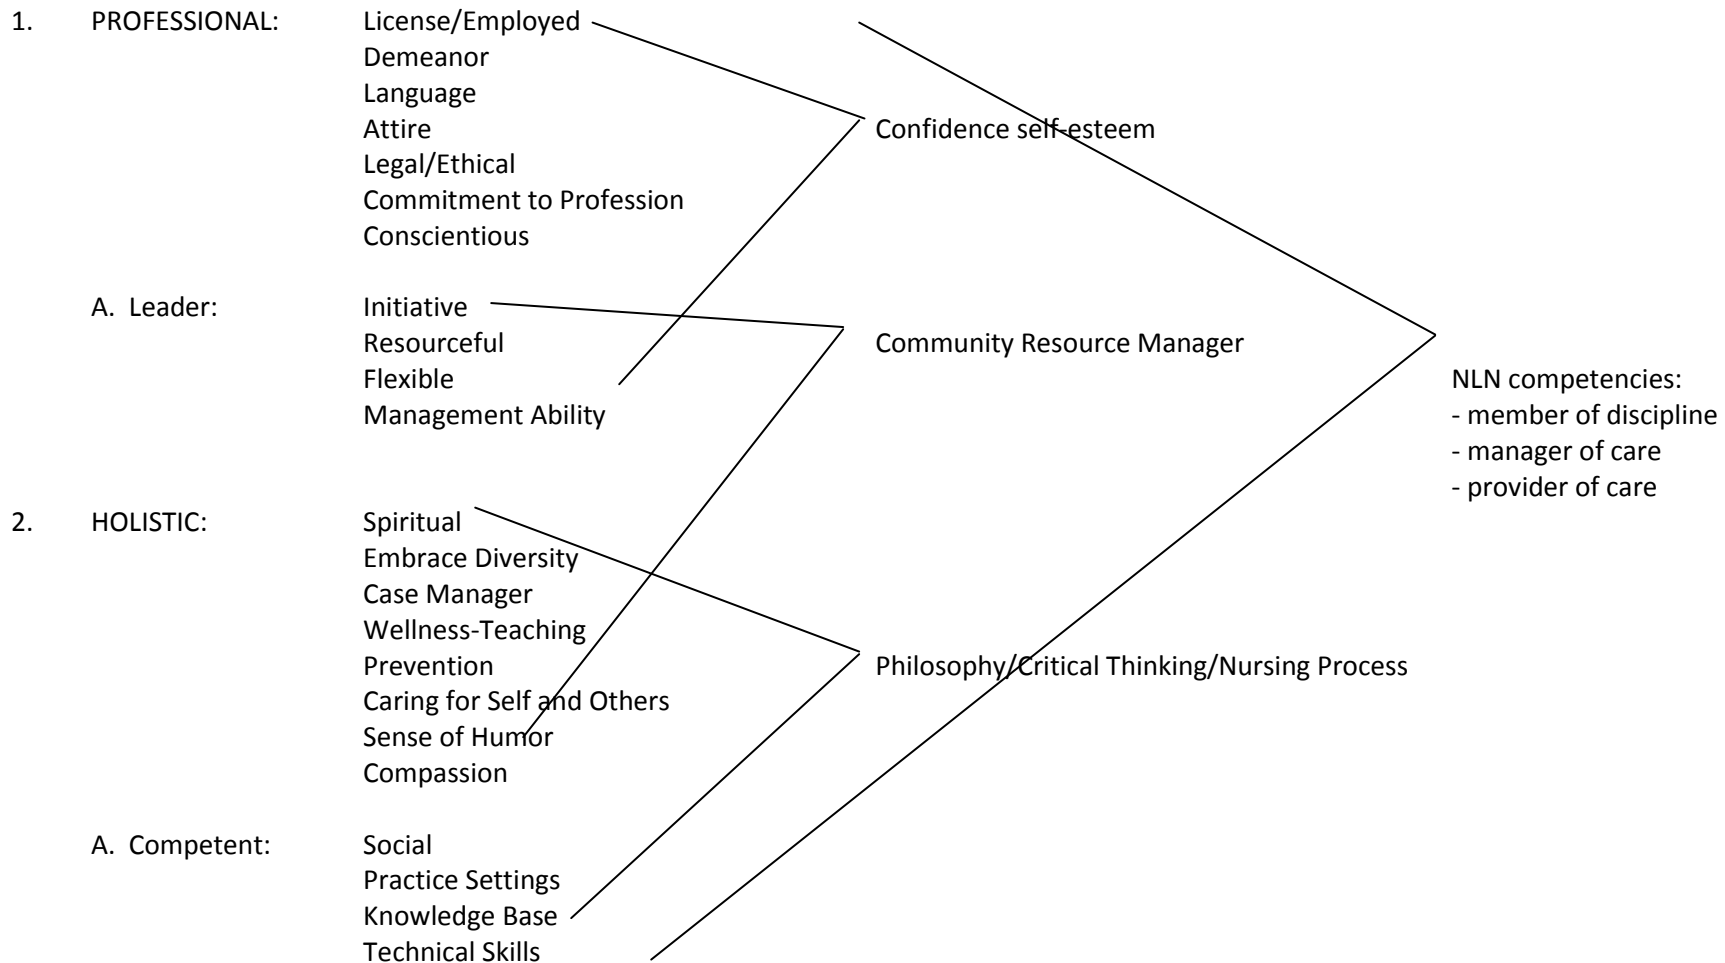 1. PROFESSIONAL: License/Employed
Demeanor
Language
Attire
Confidence self-esteem
Legal/Ethical
Commitment to Profession
Conscientious
A. Leader: Initiative
Resourceful
Community Resource Manager
Flexible
NLN competencies:
Management Ability
- member of discipline
- manager of care
- provider of care
2. HOLISTIC: Spiritual
Embrace Diversity
Case Manager
Wellness-Teaching
Prevention
Philosophy/Critical Thinking/Nursing Process
Caring for Self and Others
Sense of Humor
Compassion
A. Competent: Social
Practice Settings
Knowledge Base
Technical Skills